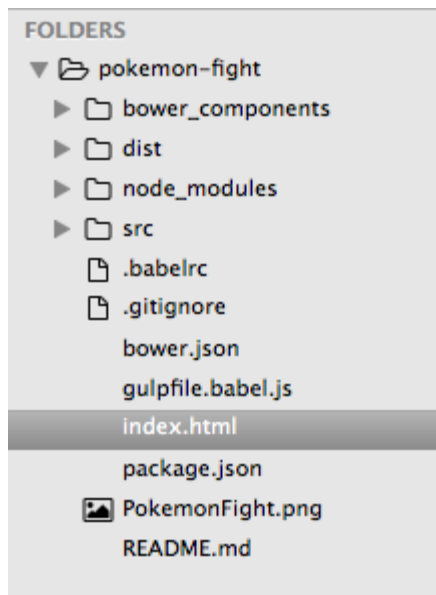 FOLDERS
pokemon-fight
bower_components
dist
node_modules
src
.babelrc
.gitignore
bower.json
gulpfile.babel.js
index.html
package.json
PokemonFight.png
README.md